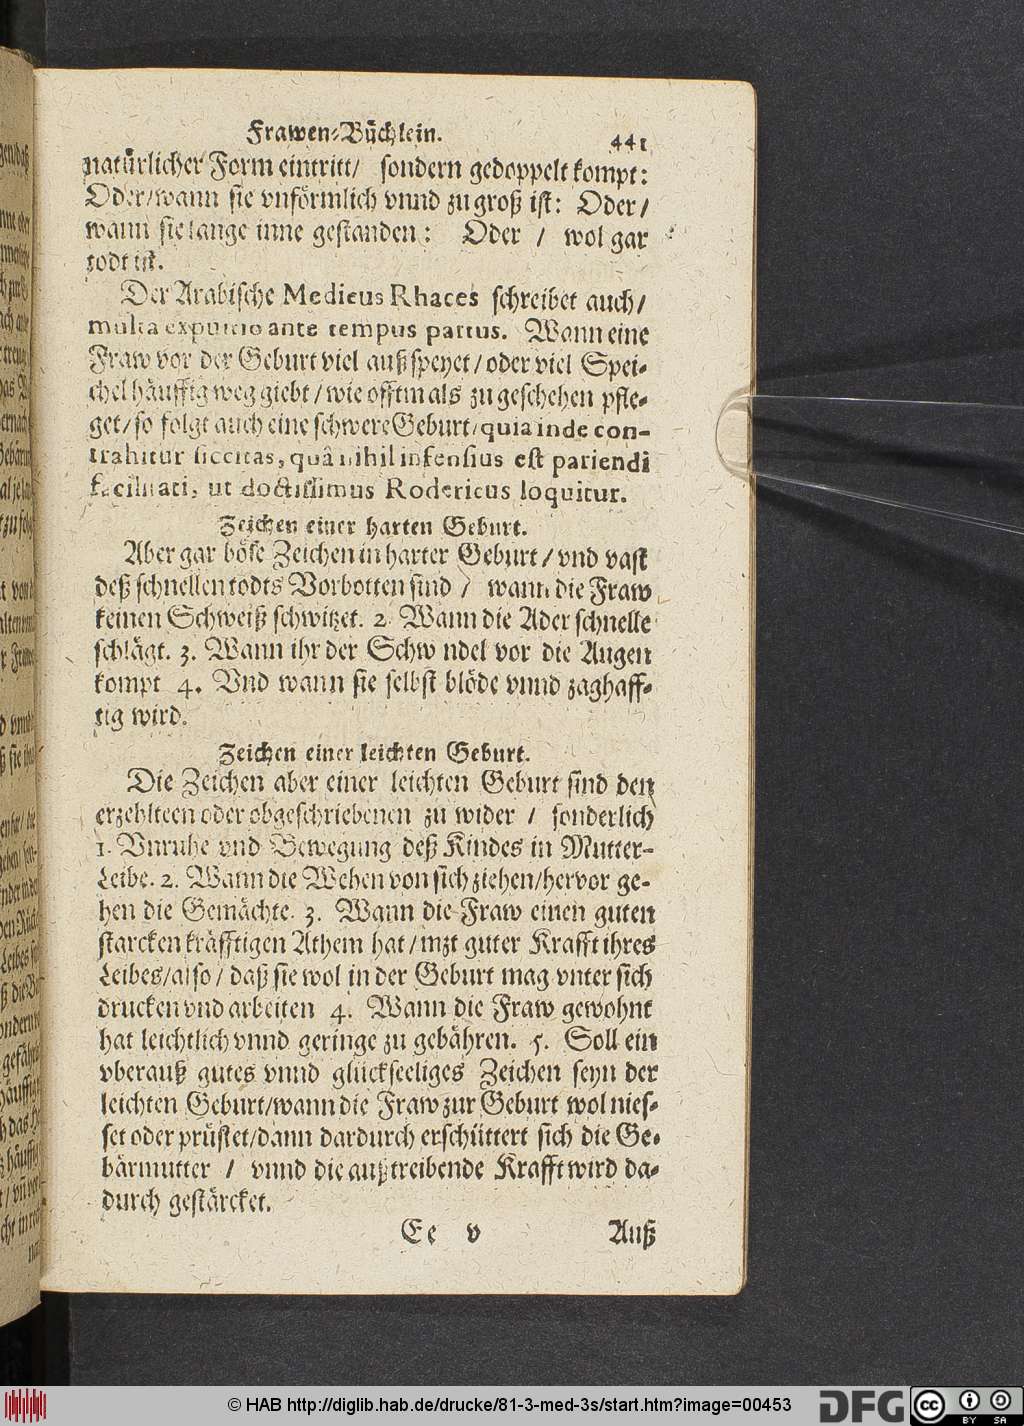 Frawen-Büchlein. 441
natürlicher Form eintritt/ sondern gedoppelt kompt:
Oder/wann sie vnförmlich vnnd zu groß ist: Oder/
wann sie lange inne gestanden: Oder / wol gar
todt ist.
Der Arabische Medicus Rhaces schreibet auch/
multa expuitio ante tempus partus. Wann eine
Fraw vor der Geburt viel außspeyet/oder viel Spei-
chel häuffig weg giebt/wie offtmals zu geschehen pfle-
get/so folgt auch eine schwere Geburt/quia inde con-
trahitur siccitas, quâ nihil infensius est pariendi
facilitati, ut doctissimus Rodericus loquitur.
Zeichen einer harten Geburt.
Aber gar böse Zeichen in harter Geburt/vnd vast
deß schnellen todts Vorbotten sind / wann die Fraw
keinen Schweiß schwitzet. 2. Wann die Ader schnelle
schlägt. 3. Wann ihr der Schw ndel vor die Augen
kompt 4. Vnd wann sie selbst blöde vnnd zaghaff-
tig wird.
Zeichen einer leichten Geburt.
Die Zeichen aber einer leichten Geburt sind den
erzehlteen oder obgeschriebenen zu wider / sonderlich
1. Vnruhe vnd Bewegung deß Kindes in Mutter-
Leibe. 2. Wann die Wehen von sich ziehen/hervor ge-
hen die Gemächte. 3. Wann die Fraw einen guten
starcken kräfftigen Athem hat/mzt guter Krafft ihres
Leibes/also/daß sie wol in der Geburt mag vnter sich
drucken vnd arbeiten 4. Wann die Fraw gewohnt
hat leichtlich vnnd geringe zu gebähren. 5. Soll ein
vberauß gutes vnnd glückseeliges Zeichen seyn der
leichten Geburt/wann die Fraw zur Geburt wol nies-
set oder prüstet/dann dardurch erschüttert sich die Ge-
bärmutter / vnnd die außtreibende Krafft wird da-
durch gestärcket.
Ee v Auß
© HAB http://diglib.hab.de/drucke/81-3-med-3s/start.htm?image=00453
DFG cc BY SA